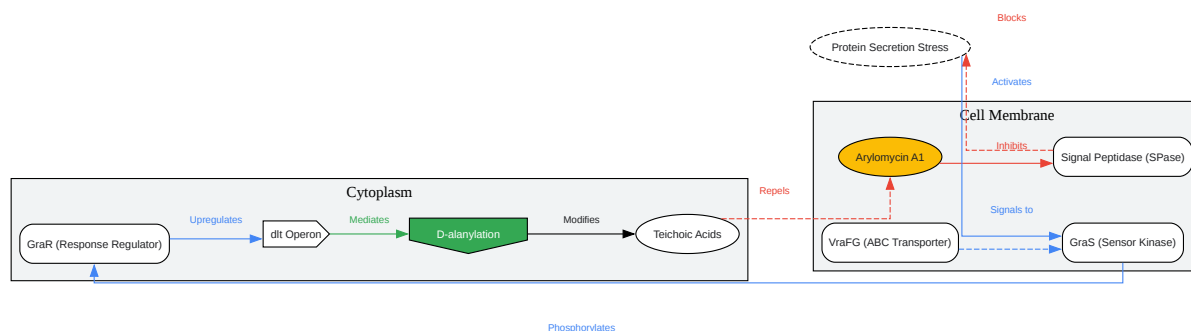 Blocks
Protein Secretion Stress
Activates
Cell Membrane
Arylomycin A1
Inhibits
Signal Peptidase (SPase)
Cytoplasm
Repels
GraR (Response Regulator)
Upregulates
dlt Operon
Mediates
D-alanylation
Modifies
Teichoic Acids
VraFG (ABC Transporter)
Signals to
GraS (Sensor Kinase)
Phosphorylates